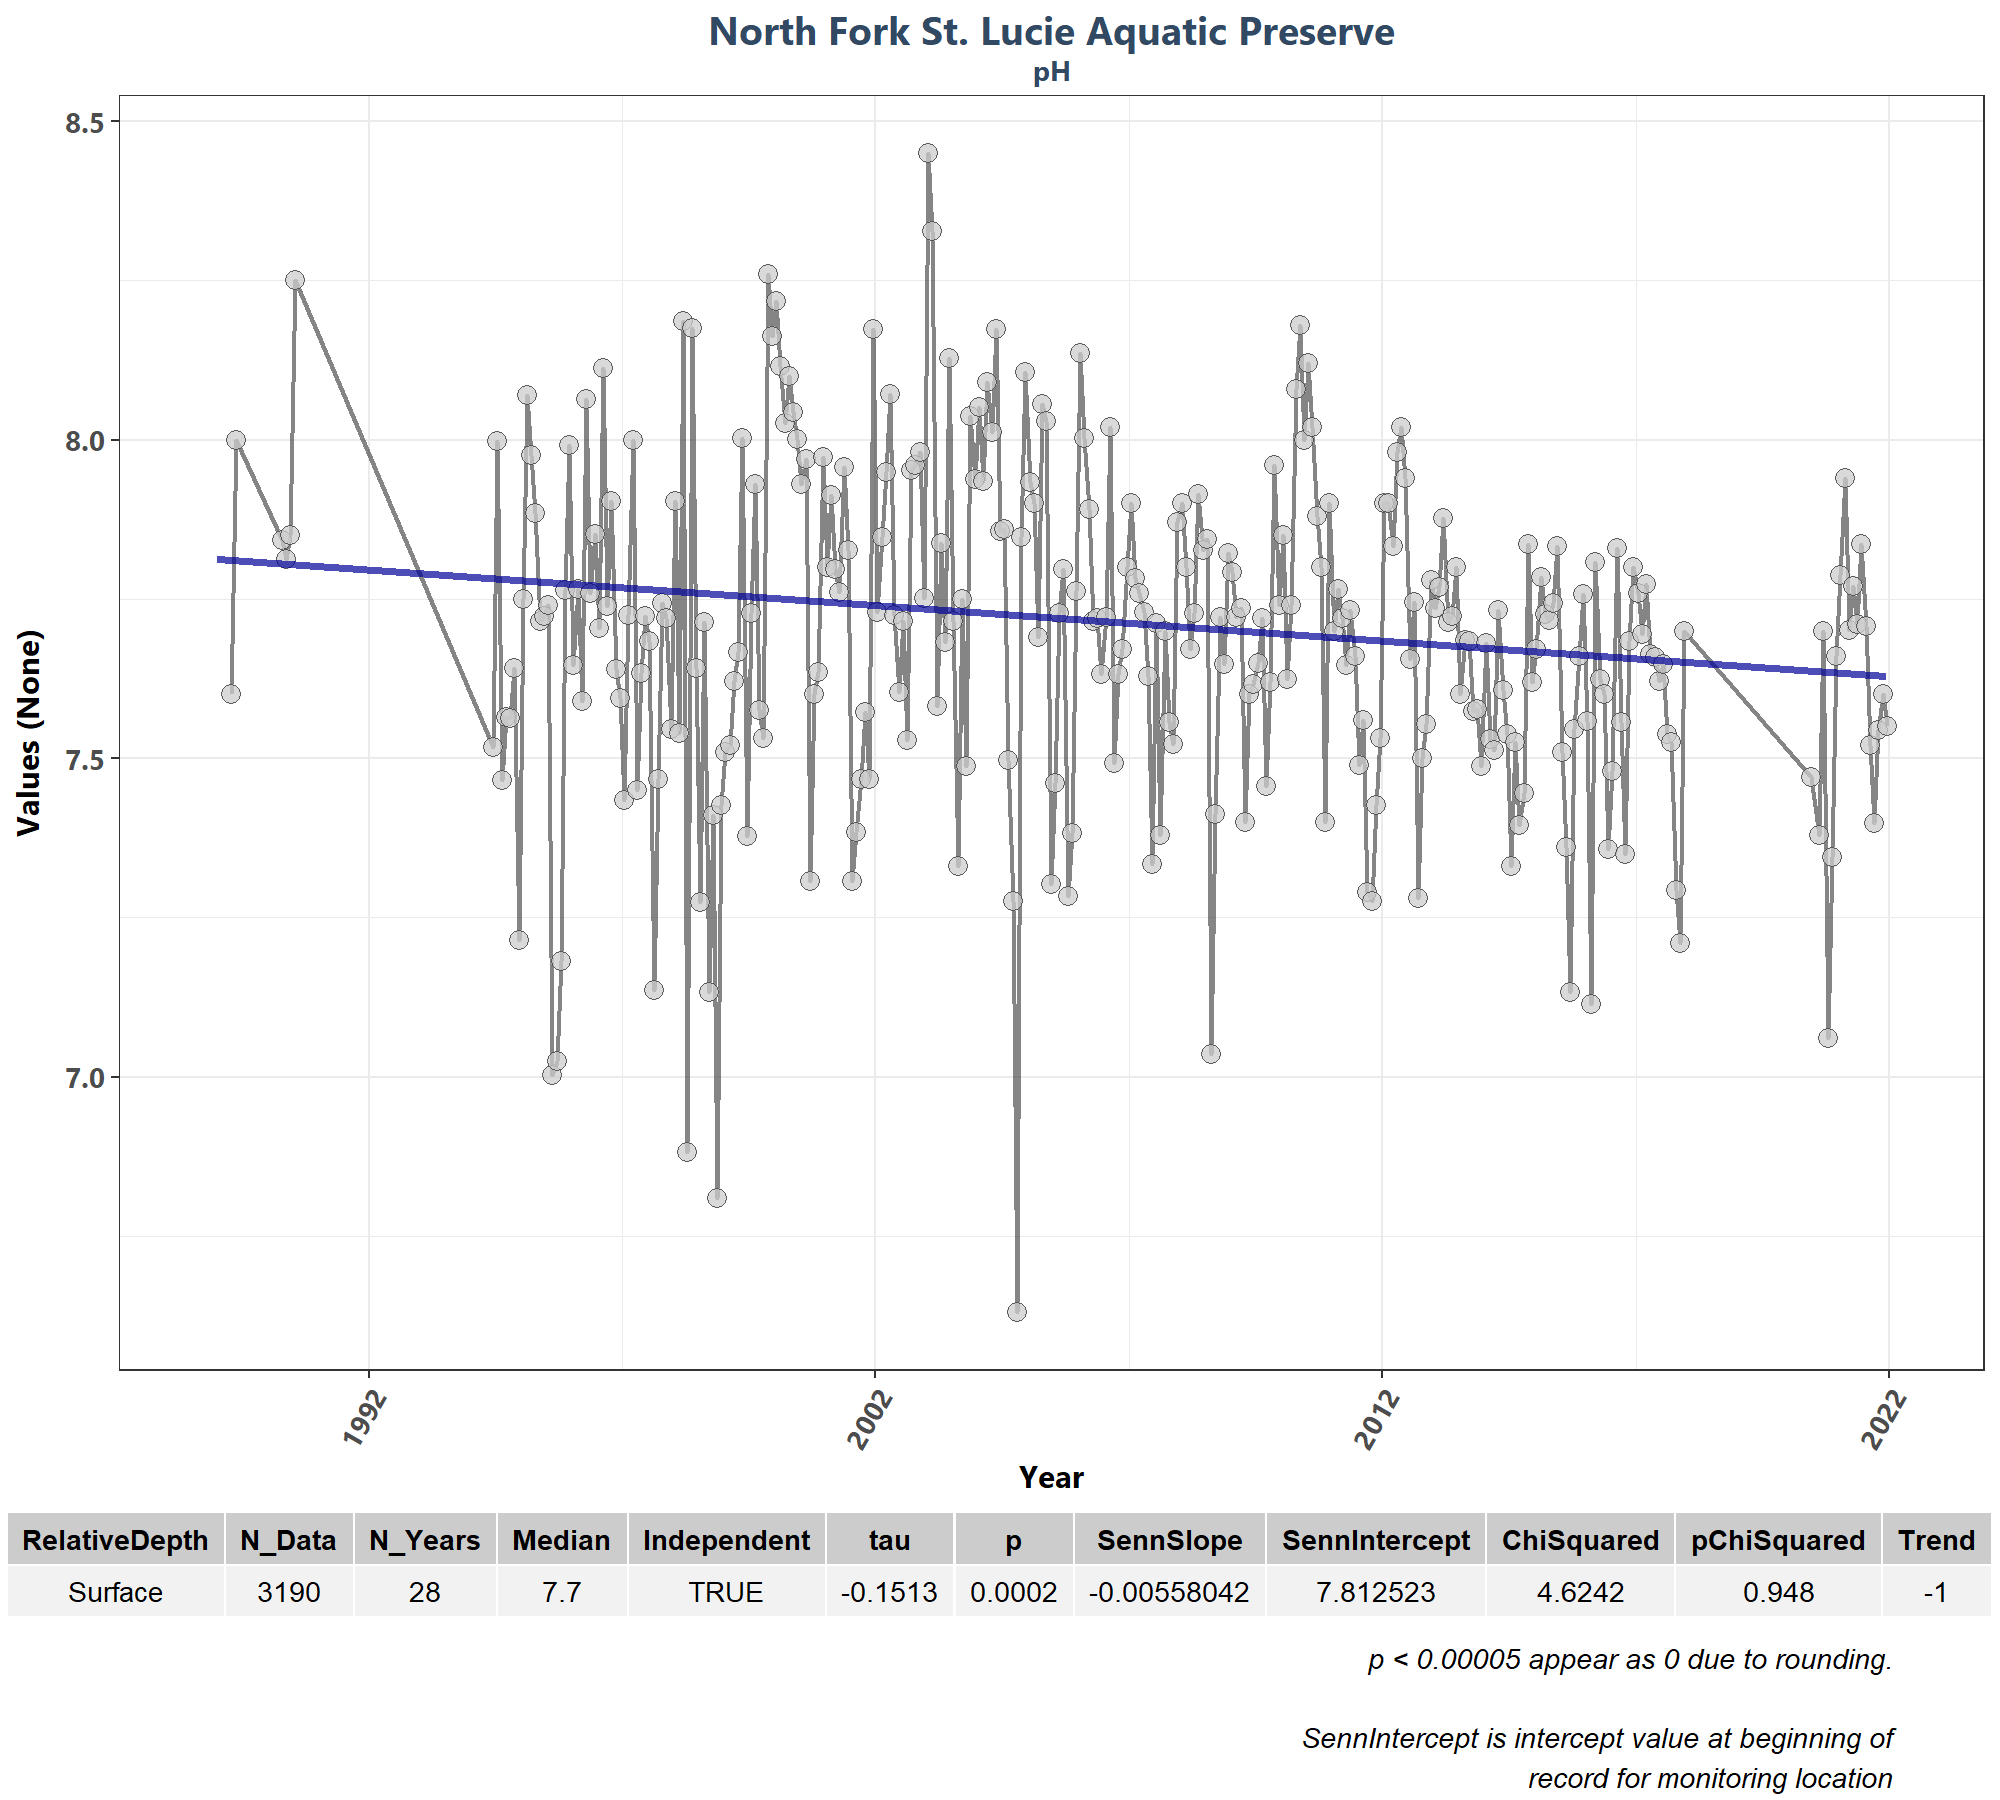 North Fork St. Lucie Aquatic Preserve
pH
8.5
8.0
7.5
7.0
Values (None)
1992 2002 2012 2022
Year
RelativeDepth N_Data N_Years Median Independent tau p SennSlope SennIntercept ChiSquared pChiSquared Trend
Surface 3190 28 7.7 TRUE -0.1513 0.0002 -0.00558042 7.812523 4.6242 0.948 -1
p < 0.00005 appear as 0 due to rounding.
SennIntercept is intercept value at beginning of
record for monitoring location